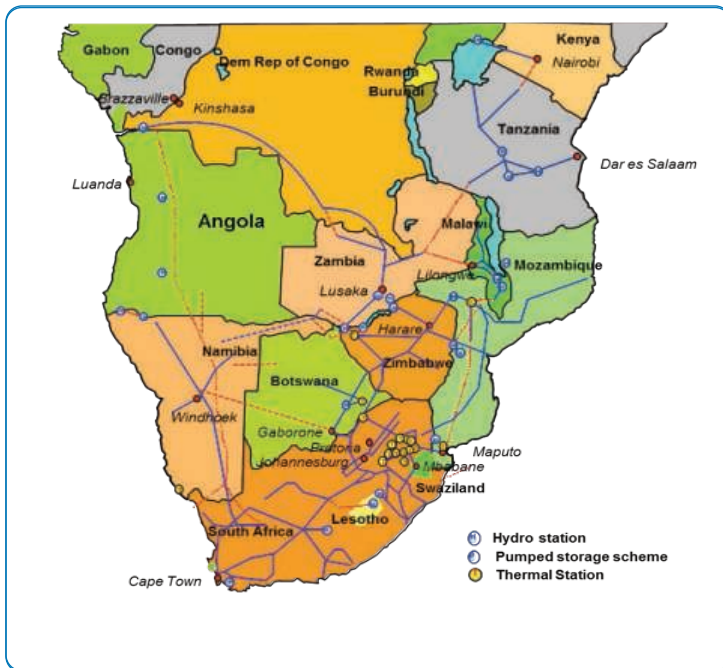 Gabon
Congo
Dem Rep of Congo
Kenya
Nairobi
Rwanda
Burundi
Brazzaville
Kinshasa
Tanzania
Dar es Salaam
Luanda
Angola
Malawi
Zambia
Lilongwe
Mozambique
Lusaka
Harare
Namibia
Zimbabwe
Botswana
Windhoek
Gaborone
Pretoria
Johannesburg
Maputo
Mbabane
Swaziland
Lesotho
South Africa
Hydro station
Pumped storage scheme
Thermal Station
Cape Town